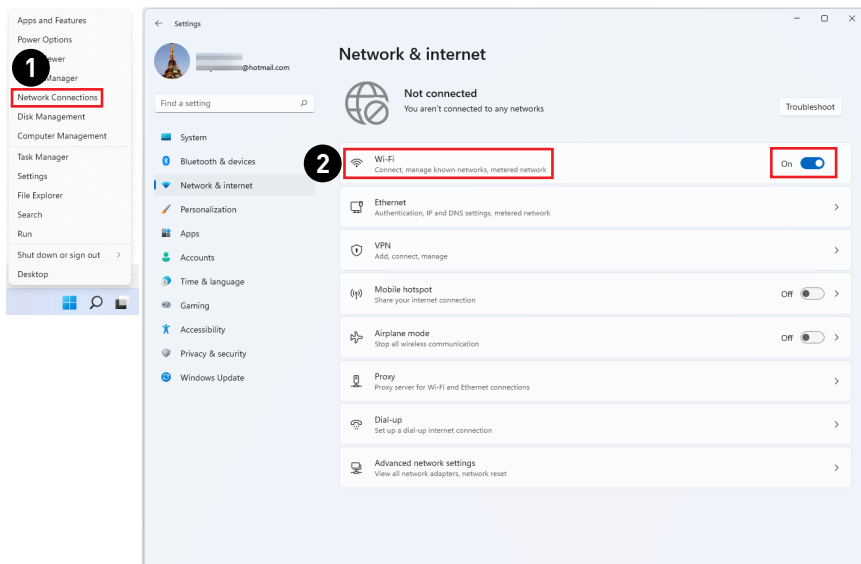 Apps and Features
Power Options
ewer
1
Manager
Network Connections
Disk Management
Computer Management
Task Manager
Settings
File Explorer
Search
Run
Shut down or sign out
Desktop
Settings
@hotmail.com
Find a setting
System
Bluetooth & devices
Network & internet
Personalization
Apps
Accounts
Time & language
Gaming
Accessibility
Privacy & security
Windows Update
Network & internet
Not connected
You aren't connected to any networks
Troubleshoot
2
Wi-Fi
Connect, manage known networks, metered network
On
Ethernet
Authentication, IP and DNS settings, metered network
VPN
Add, connect, manage
Mobile hotspot
Share your internet connection
Off
Airplane mode
Stop all wireless communication
Off
Proxy
Proxy server for Wi-Fi and Ethernet connections
Dial-up
Set up a dial-up internet connection
Advanced network settings
View all network adapters, network reset